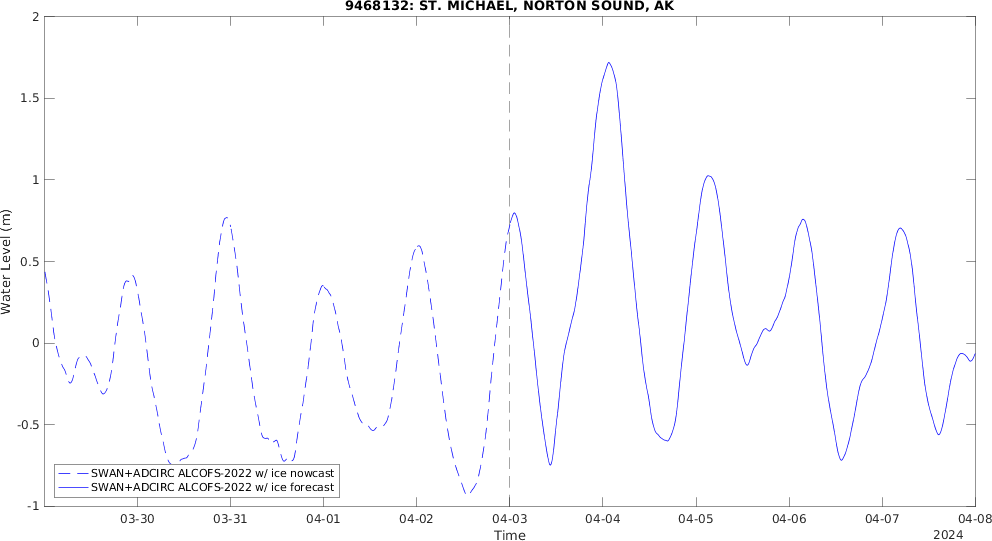 9468132: ST. MICHAEL, NORTON SOUND, AK
Water Level (m)
2
1.5
1
0.5
0
-0.5
-1
SWAN+ADCIRC ALCOFS-2022 w/ ice nowcast
SWAN+ADCIRC ALCOFS-2022 w/ ice forecast
03-30 03-31 04-01 04-02 04-03 04-04 04-05 04-06 04-07 04-08
Time
2024